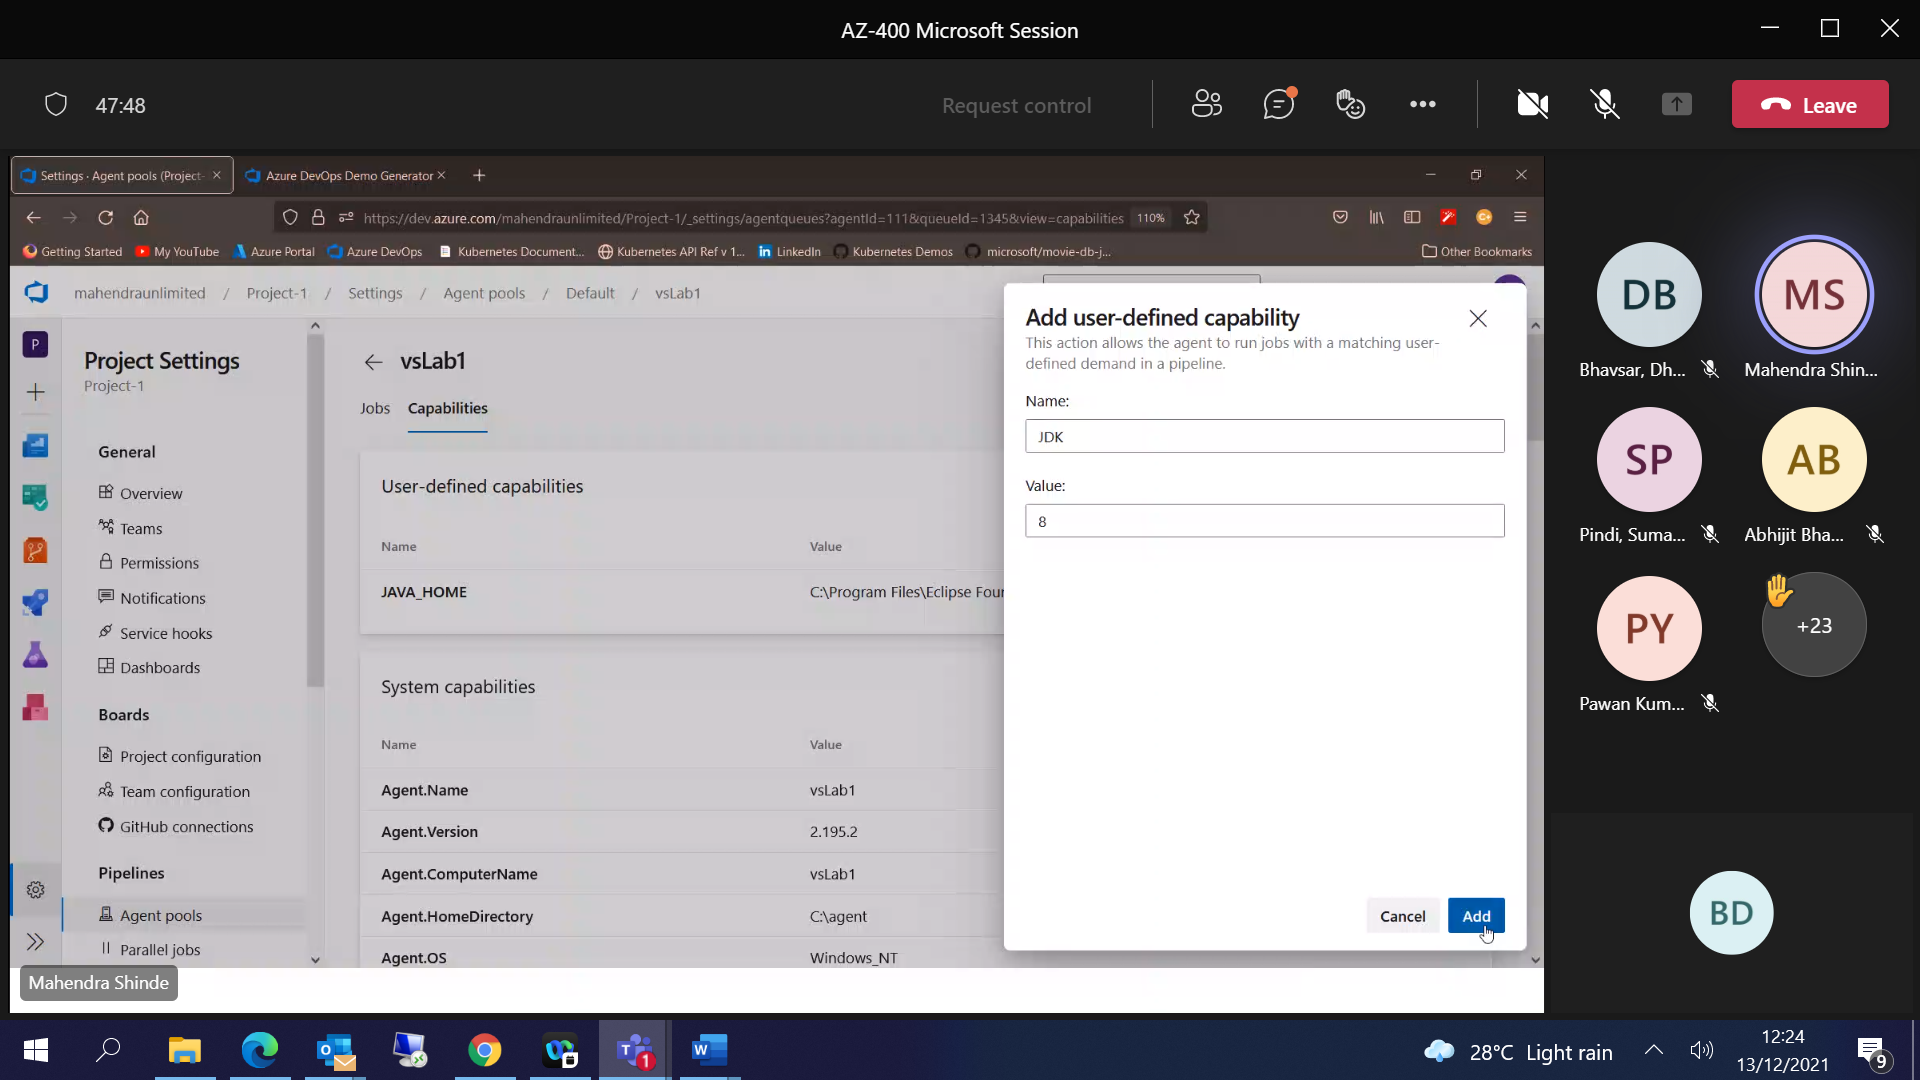 AZ-400 Microsoft Session
47:48
Request control
Leave
Settings · Agent pools (Project-
Azure DevOps Demo Generator
https://dev.azure.com/mahendraunlimited/Project-1/_settings/agentqueues?agentId=111&queueId=1345&view=capabilities
110%
Getting Started
My YouTube
Azure Portal
Azure DevOps
Kubernetes Document...
Kubernetes API Ref v 1...
LinkedIn
Kubernetes Demos
microsoft/movie-db-j...
Other Bookmarks
mahendraunlimited / Project-1 / Settings / Agent pools / Default / vsLab1
P
Project Settings
Project-1
General
Overview
Teams
Permissions
Notifications
Service hooks
Dashboards
Boards
Project configuration
Team configuration
GitHub connections
Pipelines
Agent pools
Parallel jobs
vsLab1
Jobs
Capabilities
User-defined capabilities
Name
Value
JAVA_HOME
C:\Program Files\Eclipse Four
System capabilities
Name
Value
Agent.Name
vsLab1
Agent.Version
2.195.2
Agent.ComputerName
vsLab1
Agent.HomeDirectory
C:\agent
Agent.OS
Windows_NT
Add user-defined capability
This action allows the agent to run jobs with a matching user-
defined demand in a pipeline.
Name:
JDK
Value:
8
Cancel
Add
Mahendra Shinde
DB
Bhavsar, Dh...
MS
Mahendra Shin...
SP
Pindi, Suma...
AB
Abhijit Bha...
PY
Pawan Kum...
+23
BD
28°C Light rain
12:24
13/12/2021
9